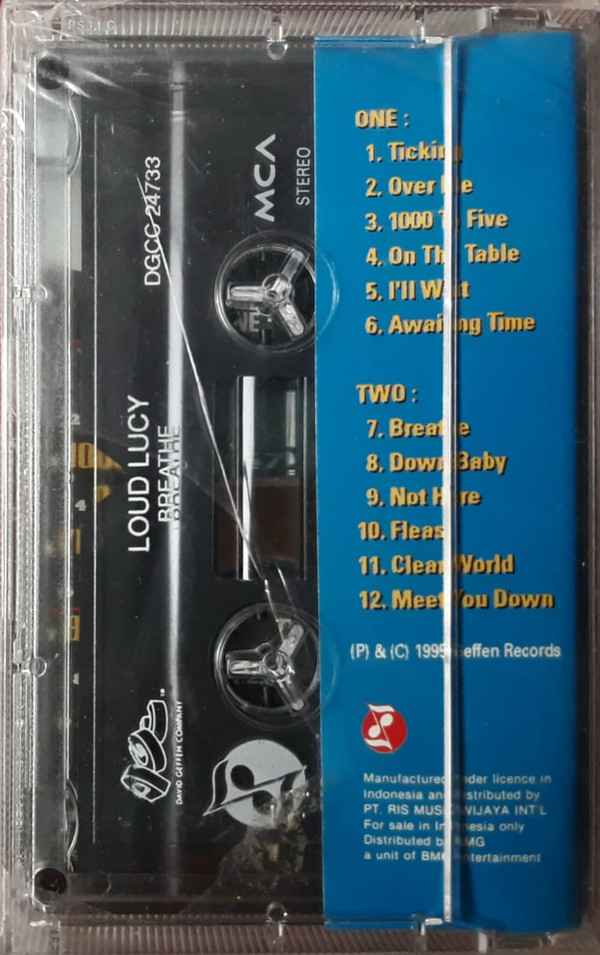 PS11 C
DGCC 24733
MCA
STEREO
LOUD LUCY
BREATHE
DAVID GEFFEN COMPANY
TM
ONE :
1. Ticking
2. Over Me
3. 1000 To Five
4. On The Table
5. I'll Wait
6. Awaiting Time
TWO :
7. Breathe
8. Down Baby
9. Not Here
10. Fleas
11. Clear World
12. Meet You Down
(P) & (C) 1995 Geffen Records
Manufactured under licence in
Indonesia and distributed by
PT. RIS MUSIC WIJAYA INT'L
For sale in Indonesia only
Distributed by BMG
a unit of BMG Entertainment